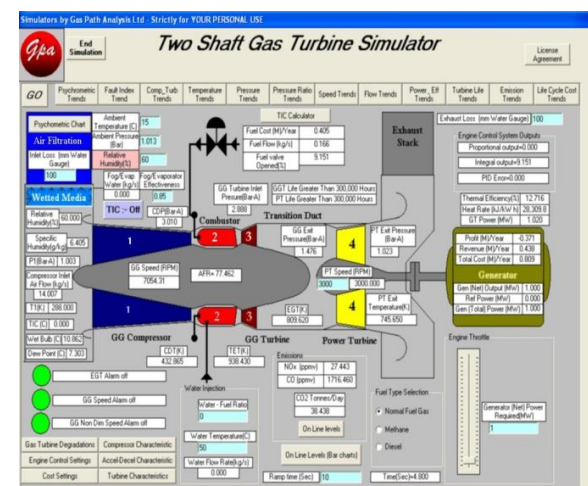 Simulators by Gas Path Analysis Ltd - Strictly for YOUR PERSONAL USE
Gpa
End Simulation
Two Shaft Gas Turbine Simulator
License Agreement
GO
Psychrometric Trends
Fault Index Trend
Comp_Turb Trends
Temperature Trends
Pressure Trends
Pressure Ratio Trends
Speed Trends
Flow Trends
Power_Eff Trends
Turbine Life Trends
Emission Trends
Life Cycle Cost Trends
Psychometric Chart
Ambient Temperature (C) 15
TIC Calculator
Exhaust Loss (mm Water Gauge) 100
Air Filtration
Ambient Pressure (Bar) 1.013
Fuel Cost (M)/Year 0.405
Fuel Flow (kg/s) 0.166
Fuel valve Opened(%) 9.151
Exhaust Stack
Engine Control System Outputs
Proportional output=0.000
Integral output=9.151
PID Error=0.000
Inlet Loss (mm Water Gauge) 100
Relative Humidity(%) 60
Fog/Evap Water (kg/s) 0.000
Fog/Evaporator Effectiveness 0.85
GG Turbine Inlet Pressure(Bar-A) 2.888
GGT Life Greater Than 300,000 Hours
PT Life Greater Than 300,000 Hours
Wetted Media
TIC :- Off
CDP(Bar-A) 3.010
Combustor
Transition Duct
Thermal Efficiency(%) 12.716
Heat Rate (kJ/kW h) 28,309.8
GT Power (MW) 1.020
Relative Humidity(%) 60.000
Specific Humidity(g/kg) 6.405
P1(Bar-A) 1.003
Compressor Inlet Air Flow (kg/s) 14.007
T1(K) 288.000
TIC (C) 0.000
Wet Bulb (C) 10.862
Dew Point (C) 7.303
1
2
3
4
GG Exit Pressure(Bar-A) 1.476
PT Exit Pressure (Bar-A) 1.023
Profit (M)/Year -0.371
Revenue (M)/Year 0.438
Total Cost (M)/Year 0.809
GG Speed (RPM) 7054.31
AFR= 77.462
PT Speed (RPM)
3000 3000.000
Generator
Gen (Net) Output (MW) 1.000
Ref Power (MW) 0.000
Gen (Total) Power (MW) 1.000
1
2
3
4
EGT(K) 809.620
PT Exit Temperature(K) 745.650
GG Compressor
CDT(K) 432.865
TET(K) 938.430
GG Turbine
Power Turbine
Engine Throttle
EGT Alarm off
GG Speed Alarm off
GG Non Dim Speed Alarm off
Water Injection
Water - Fuel Ratio
0
Water Temperature(C)
50
Water Flow Rate(kg/s)
0.000
Emissions
NOx (ppmv) 27.443
CO (ppmv) 1716.460
CO2 Tonnes/Day 38.438
On Line levels
On Line Levels (Bar charts)
Fuel Type Selection
Normal Fuel Gas
Methane
Diesel
Generator (Net) Power Required(MW)
1
Gas Turbine Degradations
Compressor Characteristic
Engine Control Settings
Accel-Decel Characteristic
Cost Settings
Turbine Characteristics
Ramp time (Sec) 10
Time(Sec)=4.800